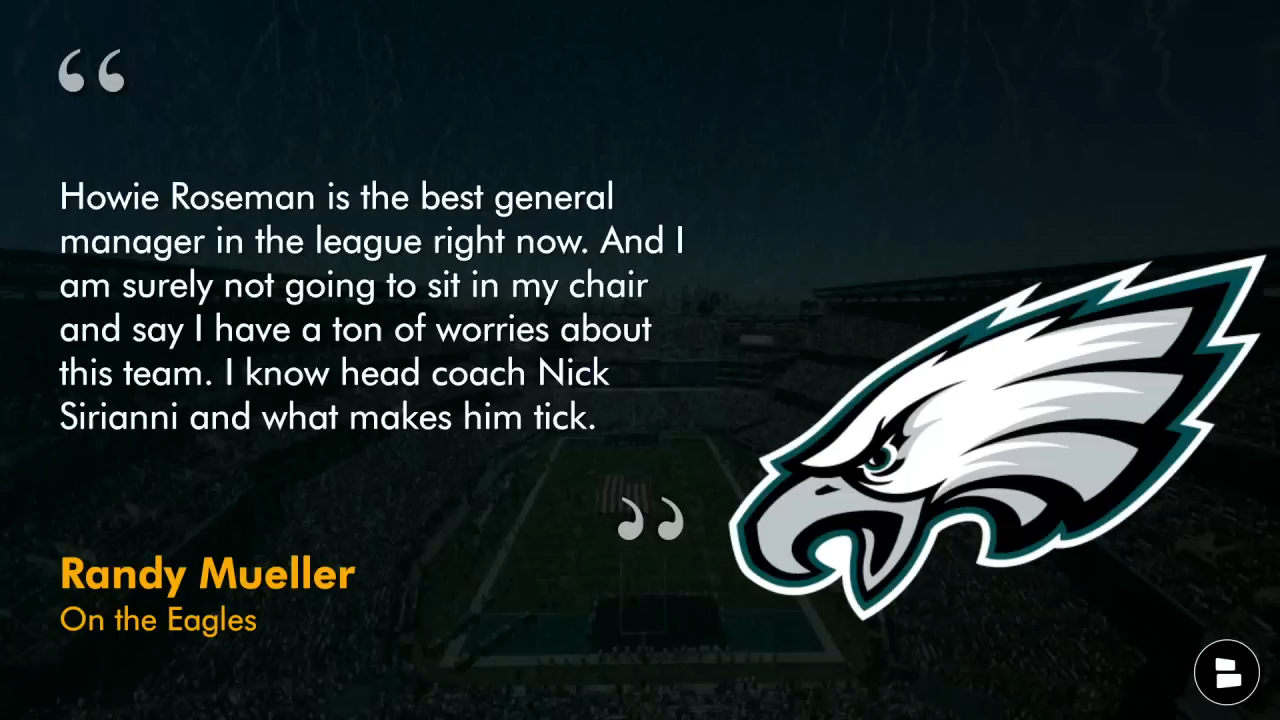 “
Howie Roseman is the best general
manager in the league right now. And I
am surely not going to sit in my chair
and say I have a ton of worries about
this team. I know head coach Nick
Sirianni and what makes him tick.
”
Randy Mueller
On the Eagles